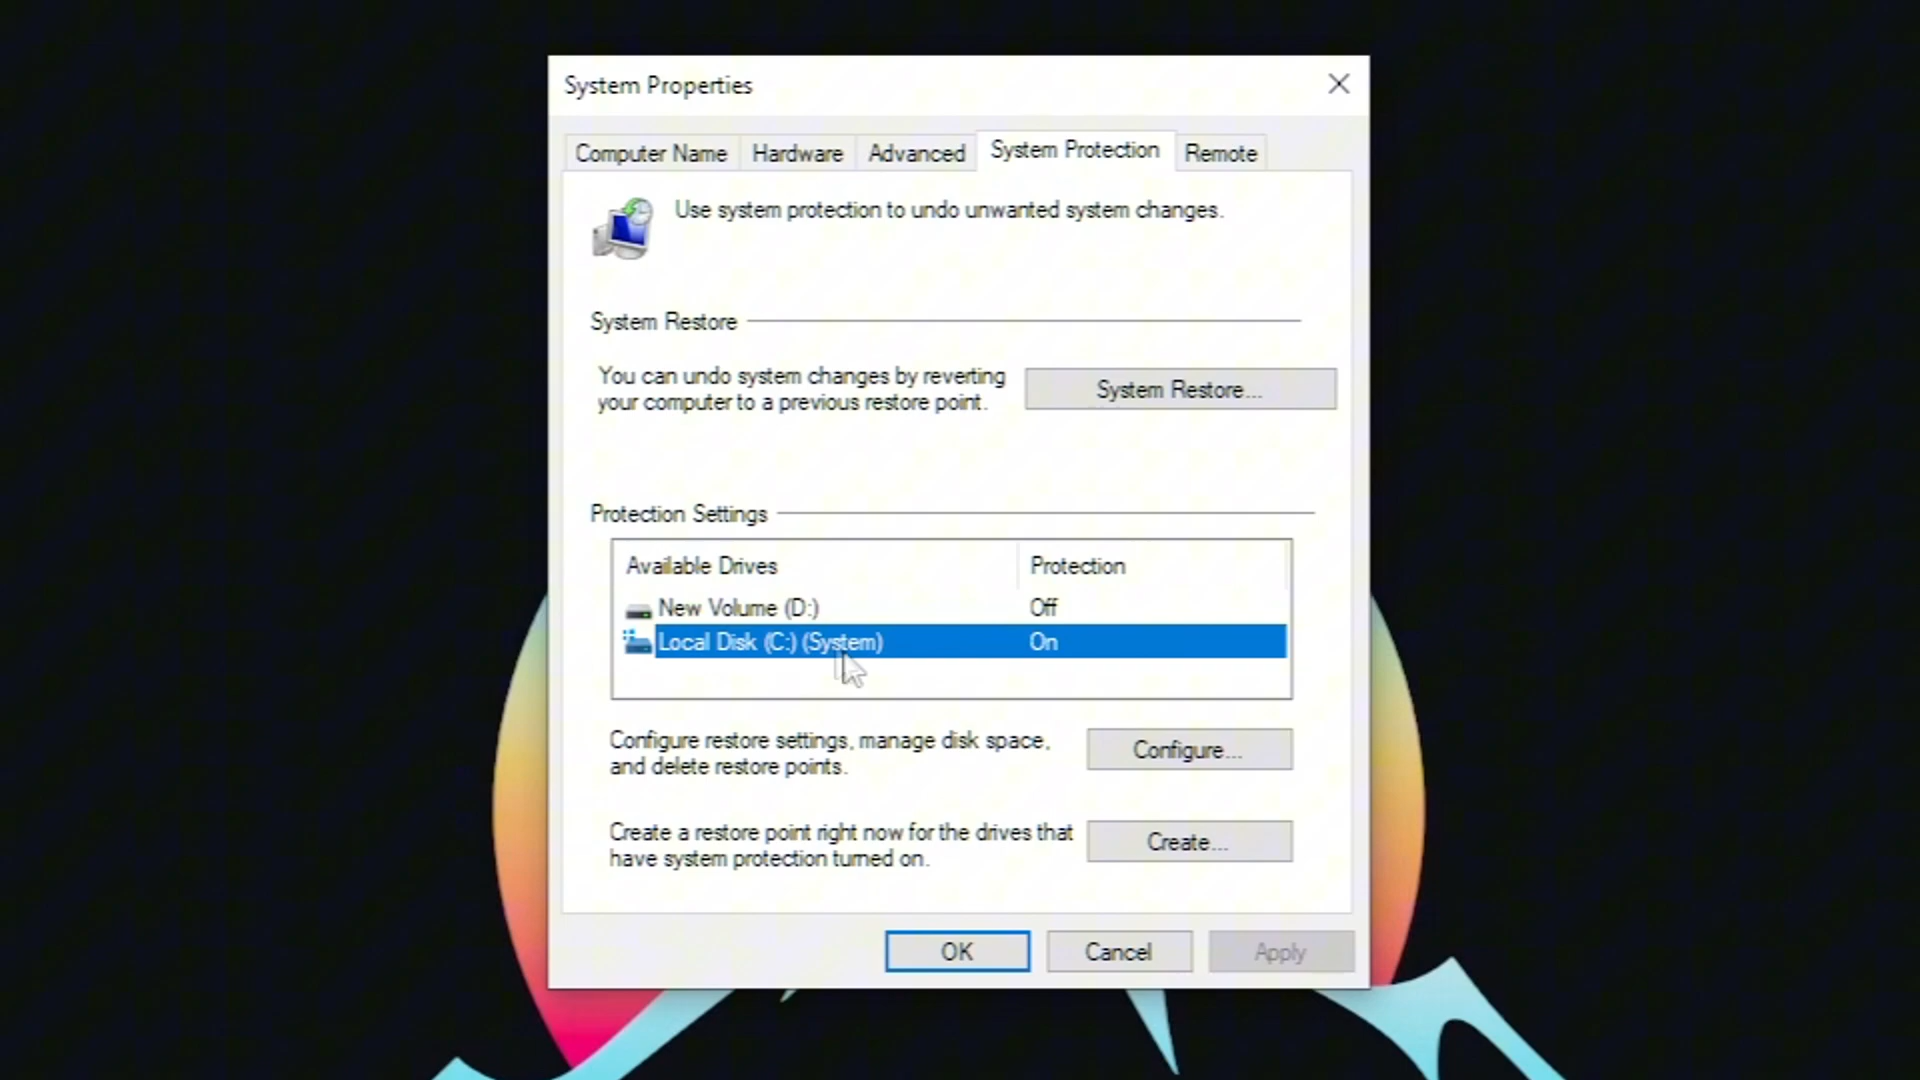 System Properties
Computer Name
Hardware
Advanced
System Protection
Remote
Use system protection to undo unwanted system changes.
System Restore
You can undo system changes by reverting
your computer to a previous restore point.
System Restore...
Protection Settings
Available Drives
Protection
New Volume (D:)
Off
Local Disk (C:) (System)
On
Configure restore settings, manage disk space,
and delete restore points.
Configure...
Create a restore point right now for the drives that
have system protection turned on.
Create...
OK
Cancel
Apply